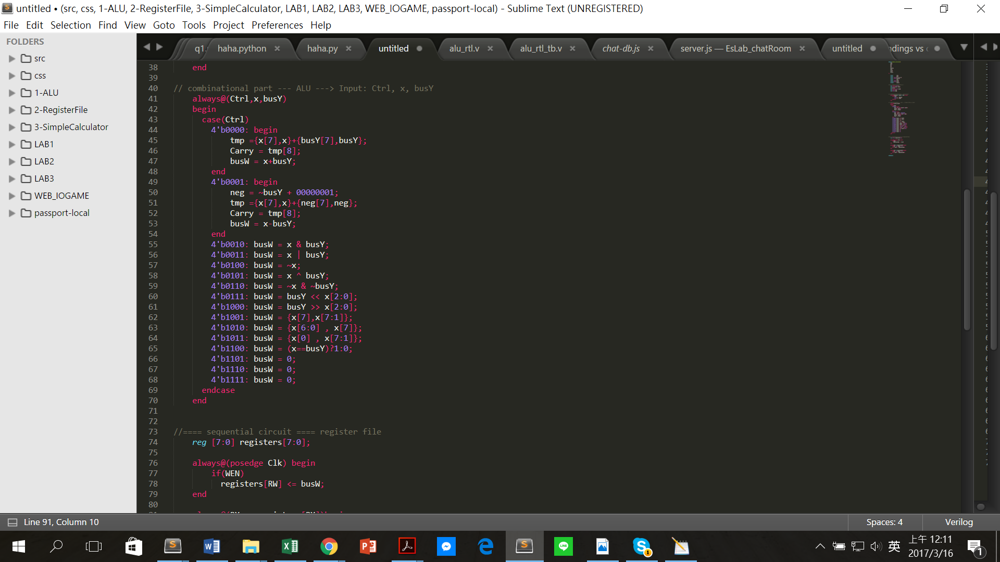 untitled • (src, css, 1-ALU, 2-RegisterFile, 3-SimpleCalculator, LAB1, LAB2, LAB3, WEB_IOGAME, passport-local) - Sublime Text (UNREGISTERED)
File Edit Selection Find View Goto Tools Project Preferences Help
FOLDERS
src
css
1-ALU
2-RegisterFile
3-SimpleCalculator
LAB1
LAB2
LAB3
WEB_IOGAME
passport-local
q1. haha.python haha.py untitled alu_rtl.v alu_rtl_tb.v chat-db.js server.js — EsLab_chatRoom untitled ndings vs
38 end
39
40 // combinational part --- ALU ---> Input: Ctrl, x, busY
41 always@(Ctrl,x,busY)
42 begin
43 case(Ctrl)
44 4'b0000: begin
45 tmp ={x[7],x}+{busY[7],busY};
46 Carry = tmp[8];
47 busW = x+busY;
48 end
49 4'b0001: begin
50 neg = ~busY + 00000001;
51 tmp ={x[7],x}+{neg[7],neg};
52 Carry = tmp[8];
53 busW = x-busY;
54 end
55 4'b0010: busW = x & busY;
56 4'b0011: busW = x | busY;
57 4'b0100: busW = ~x;
58 4'b0101: busW = x ^ busY;
59 4'b0110: busW = ~x & ~busY;
60 4'b0111: busW = busY << x[2:0];
61 4'b1000: busW = busY >> x[2:0];
62 4'b1001: busW = {x[7],x[7:1]};
63 4'b1010: busW = {x[6:0] , x[7]};
64 4'b1011: busW = {x[0] , x[7:1]};
65 4'b1100: busW = (x==busY)?1:0;
66 4'b1101: busW = 0;
67 4'b1110: busW = 0;
68 4'b1111: busW = 0;
69 endcase
70 end
71
72
73 //==== sequential circuit ==== register file
74 reg [7:0] registers[7:0];
75
76 always@(posedge Clk) begin
77 if(WEN)
78 registers[RW] <= busW;
79 end
80
Line 91, Column 10
Spaces: 4
Verilog
英
上午 12:11
2017/3/16
1